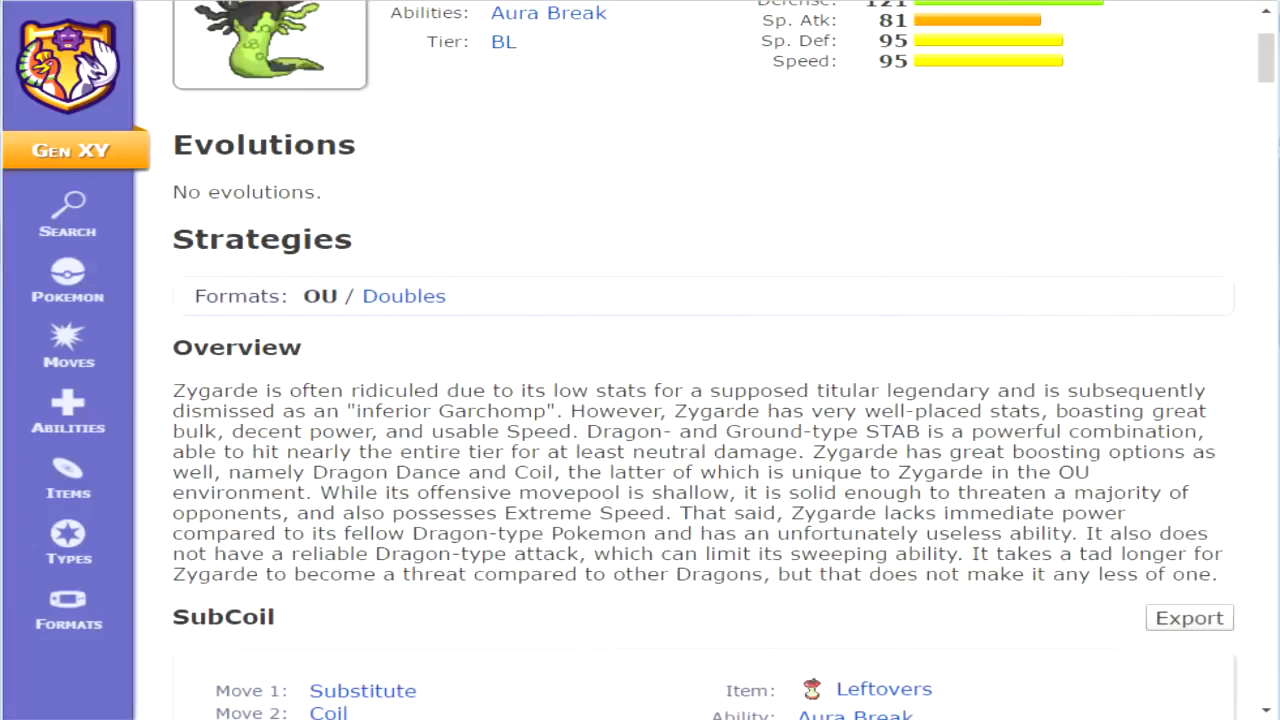 Abilities: Aura Break
Tier: BL
Defense: 121
Sp. Atk: 81
Sp. Def: 95
Speed: 95
GEN XY
SEARCH
POKEMON
MOVES
ABILITIES
ITEMS
TYPES
FORMATS
Evolutions
No evolutions.
Strategies
Formats: OU / Doubles
Overview
Zygarde is often ridiculed due to its low stats for a supposed titular legendary and is subsequently
dismissed as an "inferior Garchomp". However, Zygarde has very well-placed stats, boasting great
bulk, decent power, and usable Speed. Dragon- and Ground-type STAB is a powerful combination,
able to hit nearly the entire tier for at least neutral damage. Zygarde has great boosting options as
well, namely Dragon Dance and Coil, the latter of which is unique to Zygarde in the OU
environment. While its offensive movepool is shallow, it is solid enough to threaten a majority of
opponents, and also possesses Extreme Speed. That said, Zygarde lacks immediate power
compared to its fellow Dragon-type Pokemon and has an unfortunately useless ability. It also does
not have a reliable Dragon-type attack, which can limit its sweeping ability. It takes a tad longer for
Zygarde to become a threat compared to other Dragons, but that does not make it any less of one.
SubCoil
Export
Move 1: Substitute
Move 2: Coil
Item: Leftovers
Ability: Aura Break